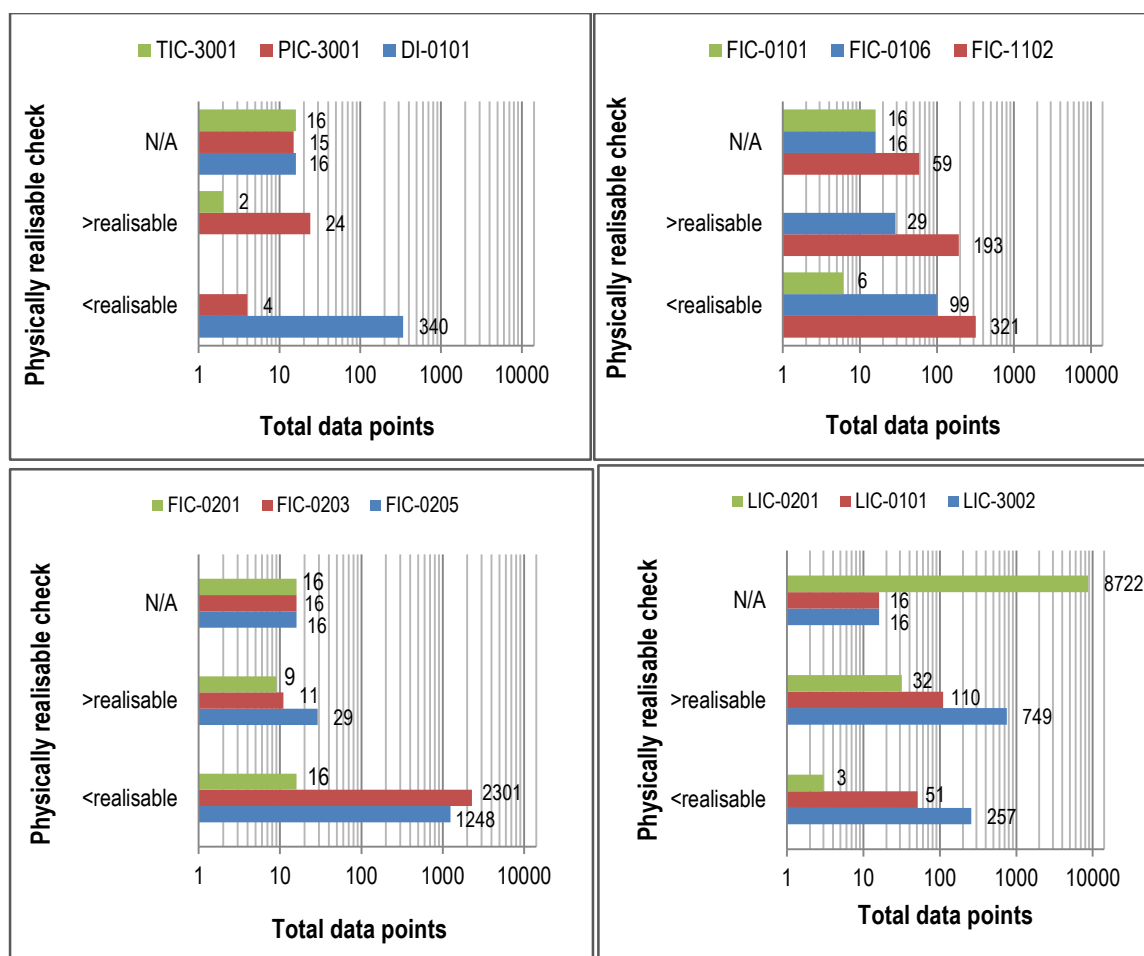 TIC-3001 PIC-3001 DI-0101
Physically realisable check
N/A
16
15
16
>realisable
2
24
<realisable
4
340
1 10 100 1000 10000
Total data points
FIC-0101 FIC-0106 FIC-1102
Physically realisable check
N/A
16
16
59
>realisable
29
193
<realisable
6
99
321
1 10 100 1000 10000
Total data points
FIC-0201 FIC-0203 FIC-0205
Physically realisable check
N/A
16
16
16
>realisable
9
11
29
<realisable
16
2301
1248
1 10 100 1000 10000
Total data points
LIC-0201 LIC-0101 LIC-3002
Physically realisable check
N/A
8722
16
16
>realisable
32
110
749
<realisable
3
51
257
1 10 100 1000 10000
Total data points